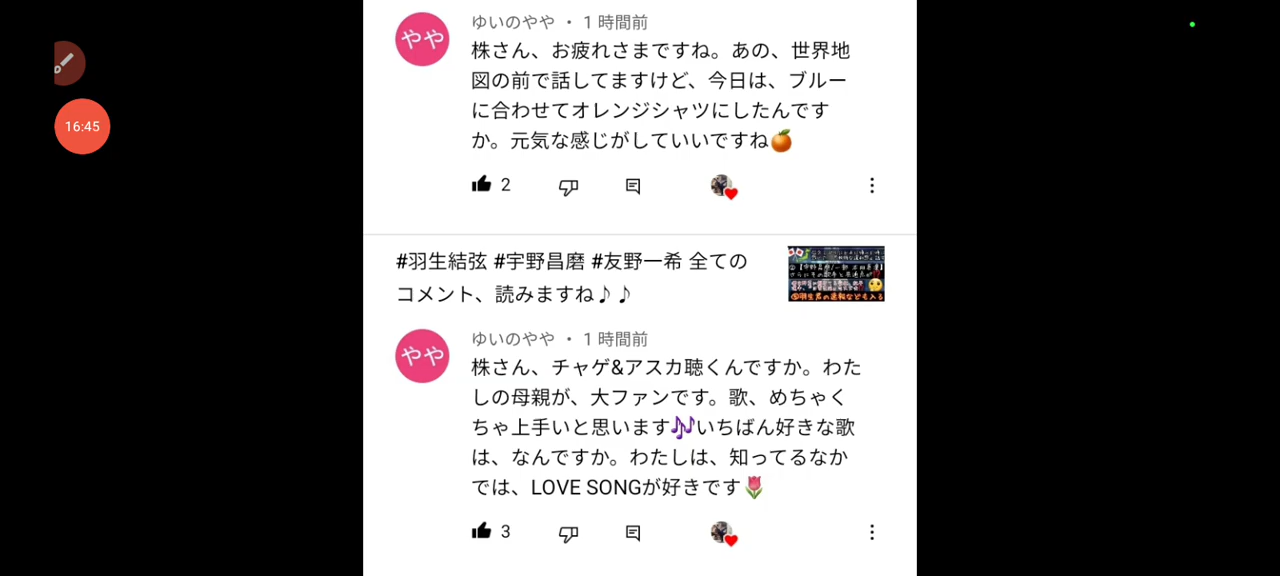 ゆいのやや ・ 1 時間前
やや
株さん、お疲れさまですね。あの、世界地
図の前で話してますけど、今日は、ブルー
に合わせてオレンジシャツにしたんです
か。元気な感じがしていいですね🍊
16:45
2
#羽生結弦 #宇野昌磨 #友野一希 全ての
コメント、読みますね♪♪
ゆいのやや ・ 1 時間前
やや
株さん、チャゲ&アスカ聴くんですか。わた
しの母親が、大ファンです。歌、めちゃく
ちゃ上手いと思います🎶いちばん好きな歌
は、なんですか。わたしは、知ってるなか
では、LOVE SONGが好きです🌷
3